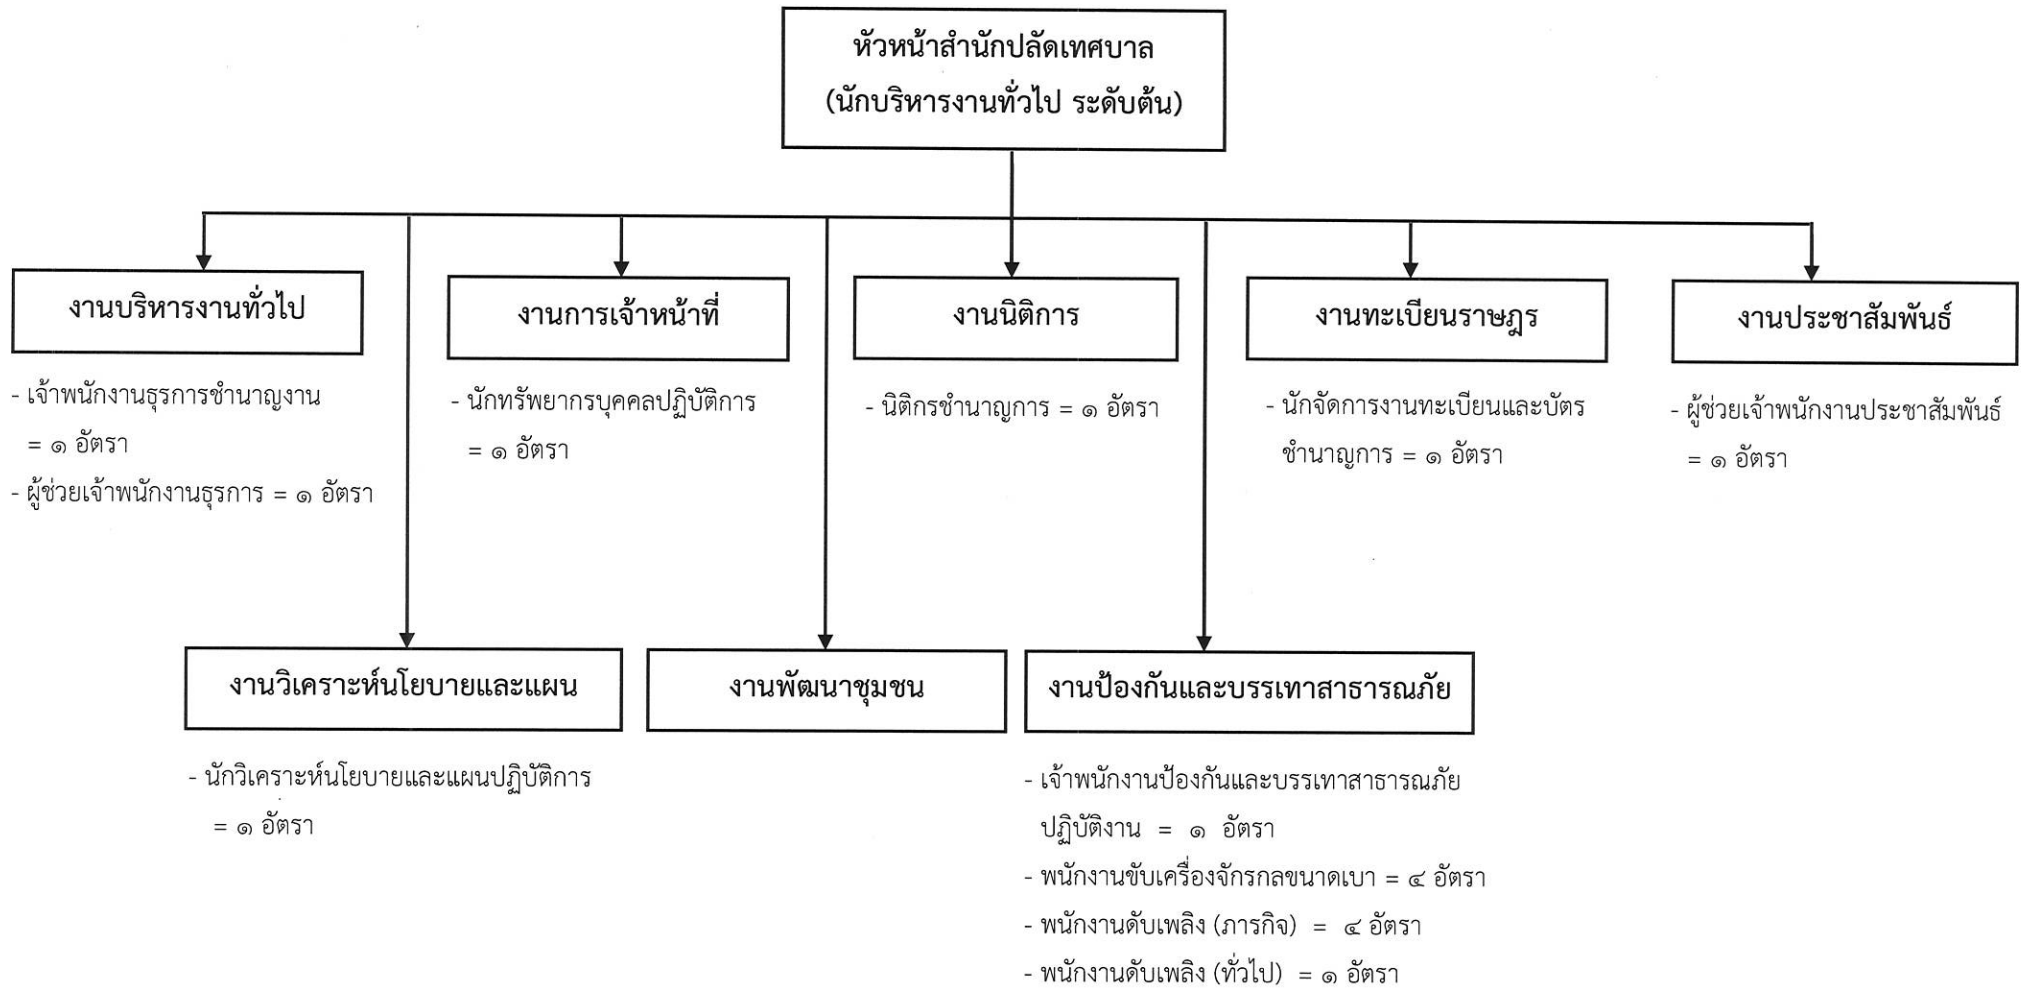 หัวหน้าสำนักปลัดเทศบาล
(นักบริหารงานทั่วไป ระดับต้น)
งานบริหารงานทั่วไป
- เจ้าพนักงานธุรการชำนาญงาน
= ๑ อัตรา
- ผู้ช่วยเจ้าพนักงานธุรการ = ๑ อัตรา
งานการเจ้าหน้าที่
- นักทรัพยากรบุคคลปฏิบัติการ
= ๑ อัตรา
งานนิติการ
- นิติกรชำนาญการ = ๑ อัตรา
งานทะเบียนราษฎร
- นักจัดการงานทะเบียนและบัตร
ชำนาญการ = ๑ อัตรา
งานประชาสัมพันธ์
- ผู้ช่วยเจ้าพนักงานประชาสัมพันธ์
= ๑ อัตรา
งานวิเคราะห์นโยบายและแผน
- นักวิเคราะห์นโยบายและแผนปฏิบัติการ
= ๑ อัตรา
งานพัฒนาชุมชน
งานป้องกันและบรรเทาสาธารณภัย
- เจ้าพนักงานป้องกันและบรรเทาสาธารณภัย
ปฏิบัติงาน = ๑ อัตรา
- พนักงานขับเครื่องจักรกลขนาดเบา = ๔ อัตรา
- พนักงานดับเพลิง (ภารกิจ) = ๔ อัตรา
- พนักงานดับเพลิง (ทั่วไป) = ๑ อัตรา